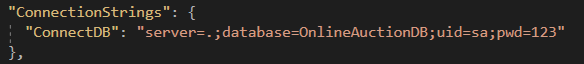 "ConnectionStrings": {
"ConnectDB": "server=.;database=OnlineAuctionDB;uid=sa;pwd=123"
},